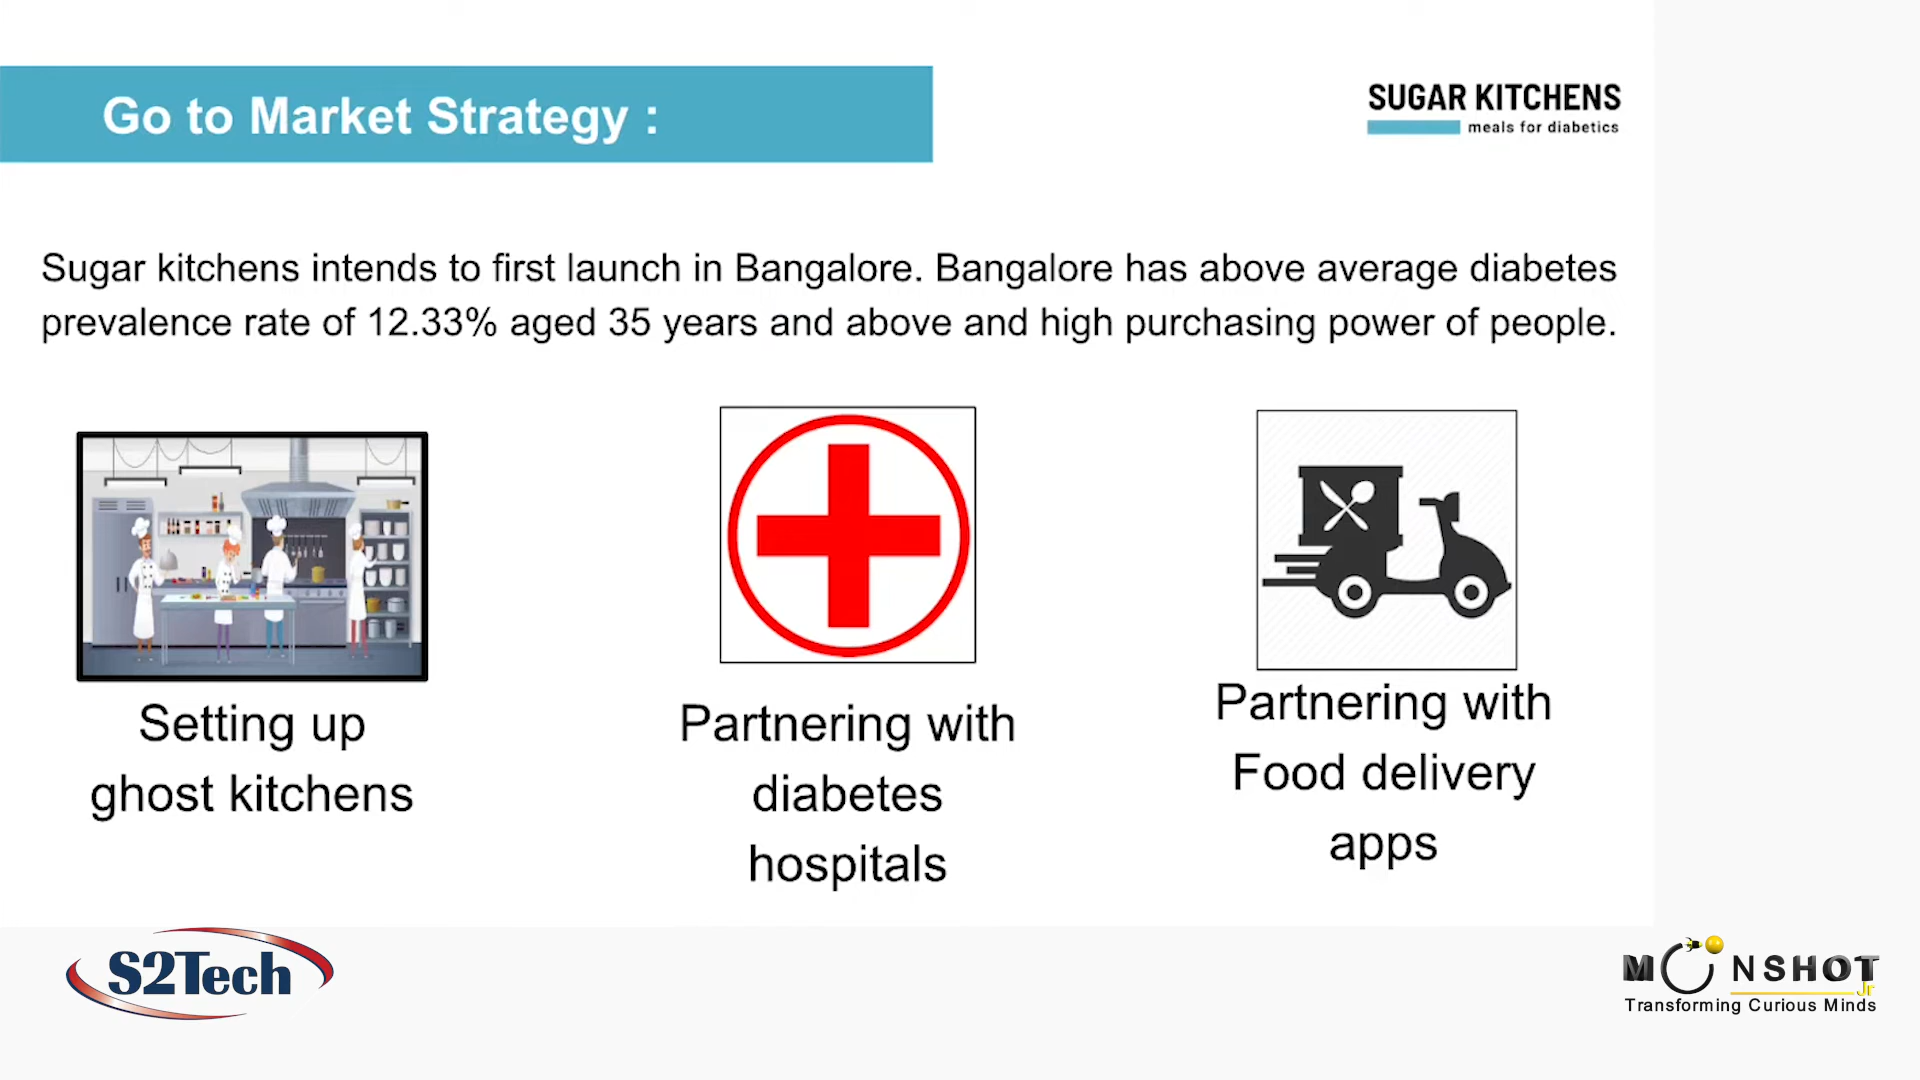 Go to Market Strategy :
SUGAR KITCHENS
meals for diabetics
Sugar kitchens intends to first launch in Bangalore. Bangalore has above average diabetes
prevalence rate of 12.33% aged 35 years and above and high purchasing power of people.
Setting up
ghost kitchens
Partnering with
diabetes
hospitals
Partnering with
Food delivery
apps
S2Tech
MOONSHOT
Jr
Transforming Curious Minds